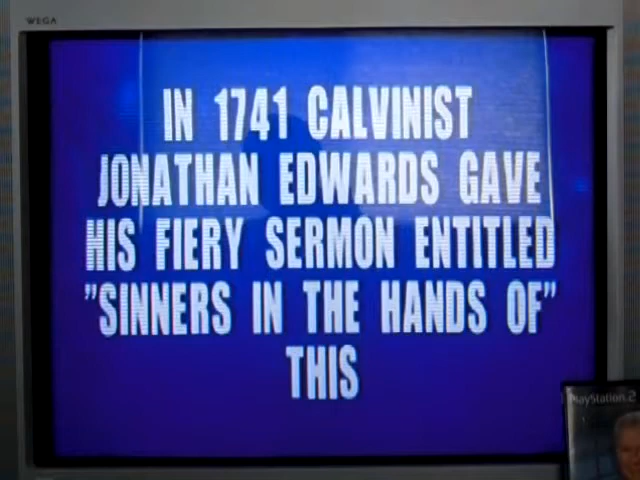 WEGA
IN 1741 CALVINIST
JONATHAN EDWARDS GAVE
HIS FIERY SERMON ENTITLED
"SINNERS IN THE HANDS OF"
THIS
PlayStation.2